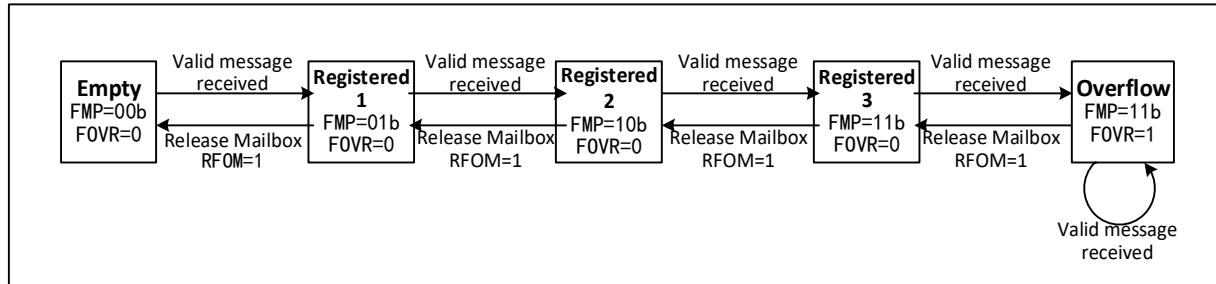 Empty
FMP=00b
FOVR=0
Valid message
received
Release Mailbox
RFOM=1
Registered
1
FMP=01b
FOVR=0
Valid message
received
Release Mailbox
RFOM=1
Registered
2
FMP=10b
FOVR=0
Valid message
received
Release Mailbox
RFOM=1
Registered
3
FMP=11b
FOVR=0
Valid message
received
Release Mailbox
RFOM=1
Overflow
FMP=11b
FOVR=1
Valid message
received